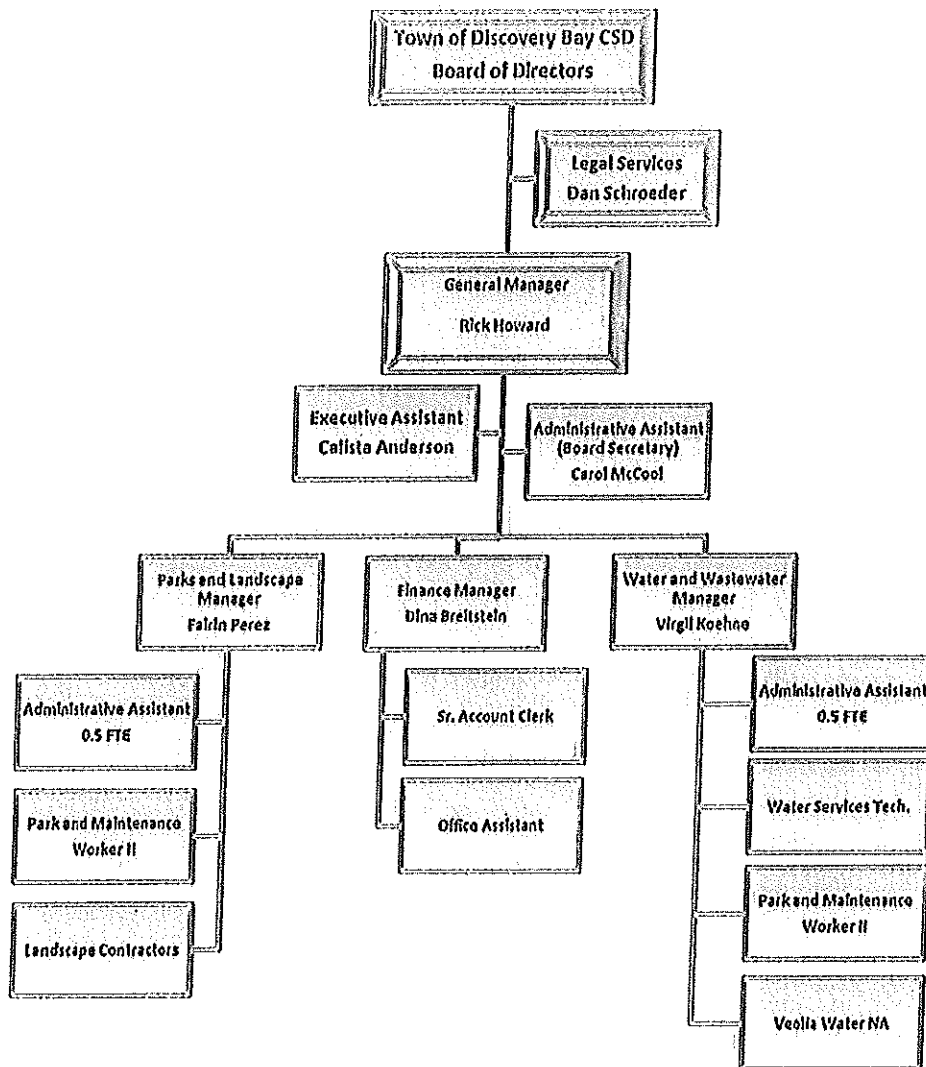 Town of Discovery Bay CSD
Board of Directors
Legal Services
Dan Schroeder
General Manager
Rick Howard
Executive Assistant
Calista Anderson
Administrative Assistant
(Board Secretary)
Carol McCool
Parks and Landscape
Manager
Fairin Perez
Finance Manager
Dina Breitstein
Water and Wastewater
Manager
Virgil Koehne
Administrative Assistant
0.5 FTE
Park and Maintenance
Worker II
Landscape Contractors
Sr. Account Clerk
Office Assistant
Administrative Assistant
0.5 FTE
Water Services Tech.
Park and Maintenance
Worker II
Veolia Water NA